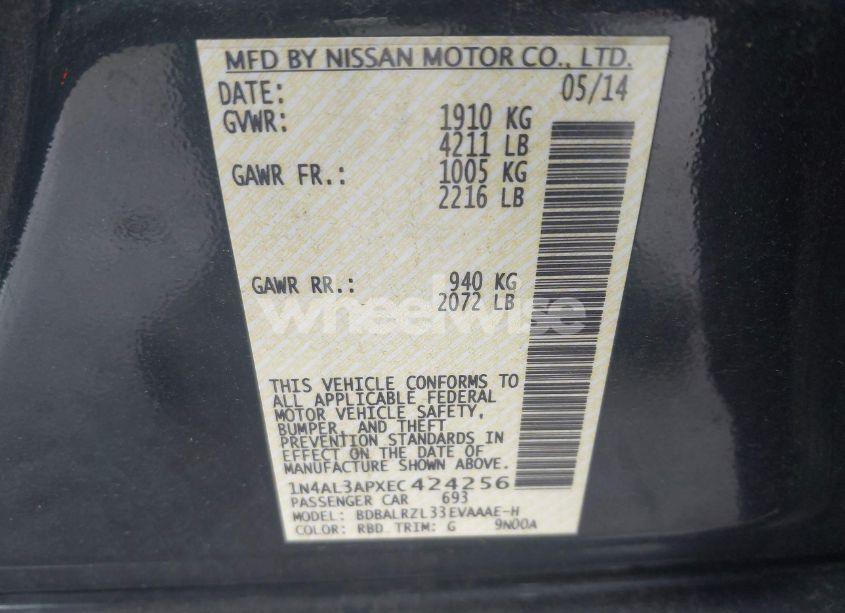 MFD BY NISSAN MOTOR CO., LTD.
DATE: 05/14
GVWR: 1910 KG
4211 LB
GAWR FR.: 1005 KG
2216 LB
GAWR RR.: 940 KG
2072 LB
wheelwise
THIS VEHICLE CONFORMS TO
ALL APPLICABLE FEDERAL
MOTOR VEHICLE SAFETY,
BUMPER, AND THEFT
PREVENTION STANDARDS IN
EFFECT ON THE DATE OF
MANUFACTURE SHOWN ABOVE.
1N4AL3APXEC424256
PASSENGER CAR 693
MODEL: BDBALRZL33EVAAAE-H
COLOR: RBD TRIM: G 9N00A